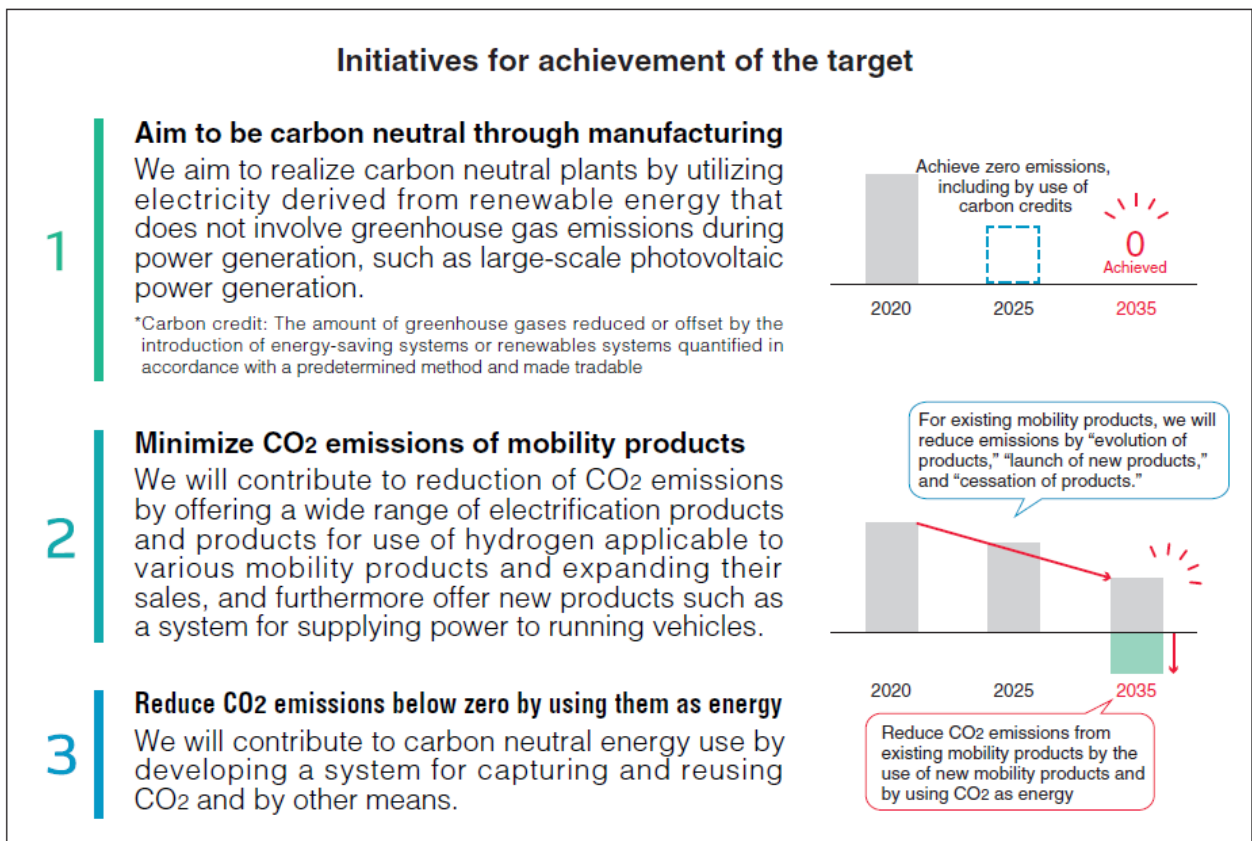 Initiatives for achievement of the target
1
Aim to be carbon neutral through manufacturing
We aim to realize carbon neutral plants by utilizing
electricity derived from renewable energy that
does not involve greenhouse gas emissions during
power generation, such as large-scale photovoltaic
power generation.
*Carbon credit: The amount of greenhouse gases reduced or offset by the
introduction of energy-saving systems or renewables systems quantified in
accordance with a predetermined method and made tradable
Achieve zero emissions,
including by use of
carbon credits
0
Achieved
2020
2025
2035
2
Minimize CO2 emissions of mobility products
We will contribute to reduction of CO2 emissions
by offering a wide range of electrification products
and products for use of hydrogen applicable to
various mobility products and expanding their
sales, and furthermore offer new products such as
a system for supplying power to running vehicles.
For existing mobility products, we will
reduce emissions by “evolution of
products,” “launch of new products,”
and “cessation of products.”
2020
2025
2035
3
Reduce CO2 emissions below zero by using them as energy
We will contribute to carbon neutral energy use by
developing a system for capturing and reusing
CO2 and by other means.
Reduce CO2 emissions from
existing mobility products by the
use of new mobility products and
by using CO2 as energy